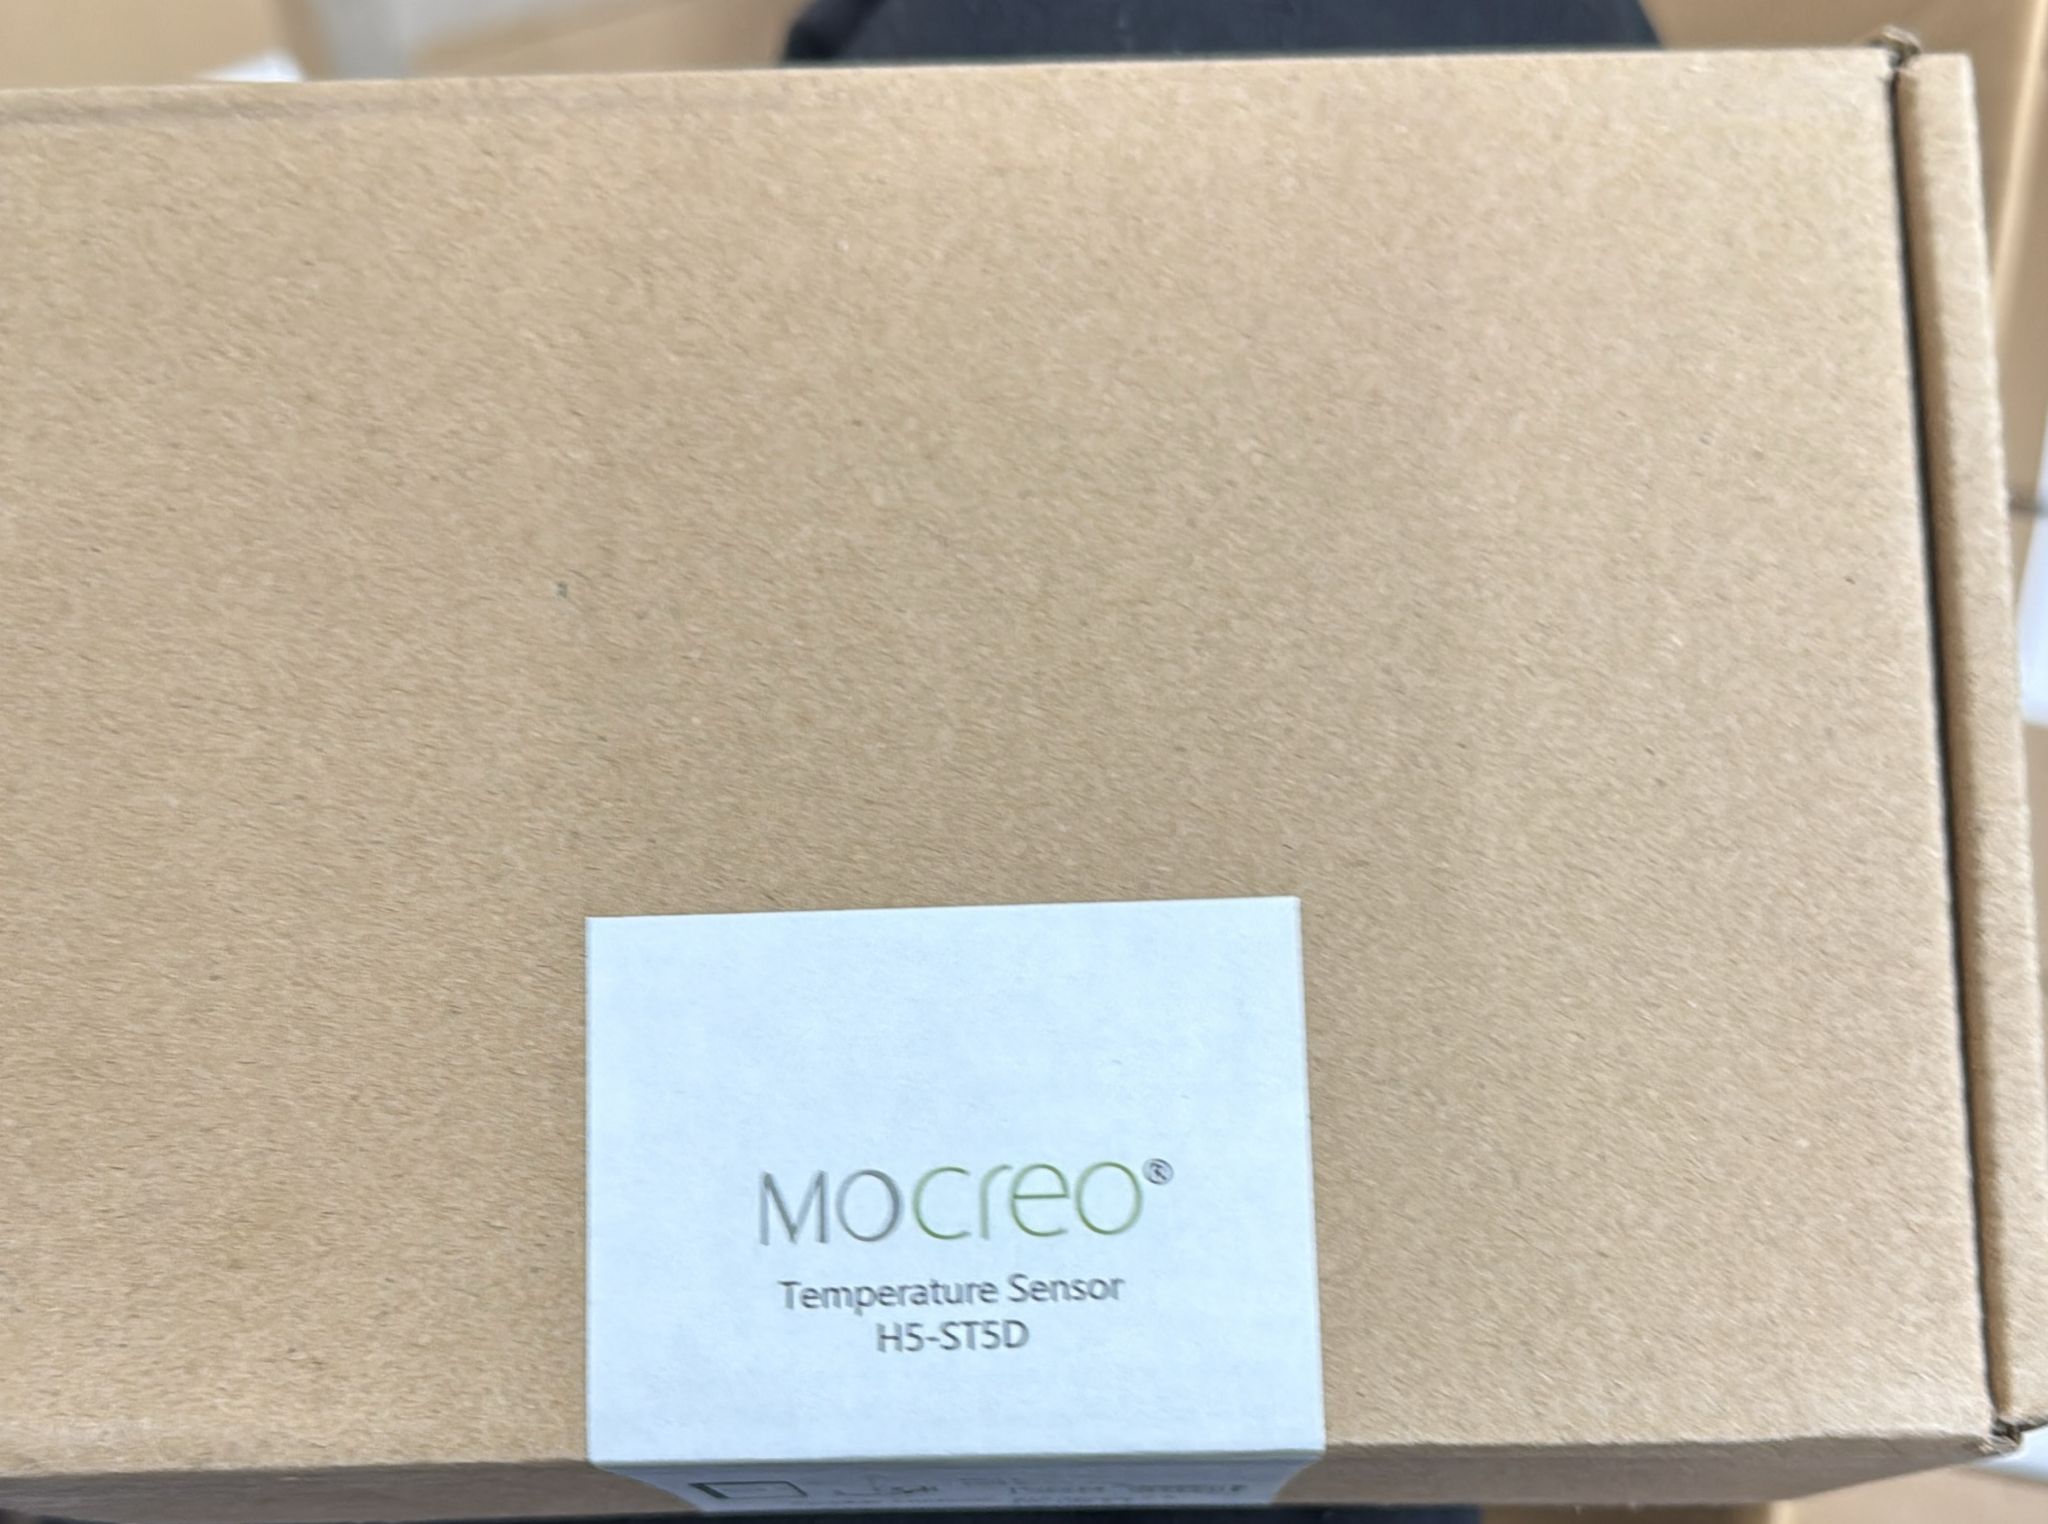 MOCreo®
Temperature Sensor
H5-ST5D